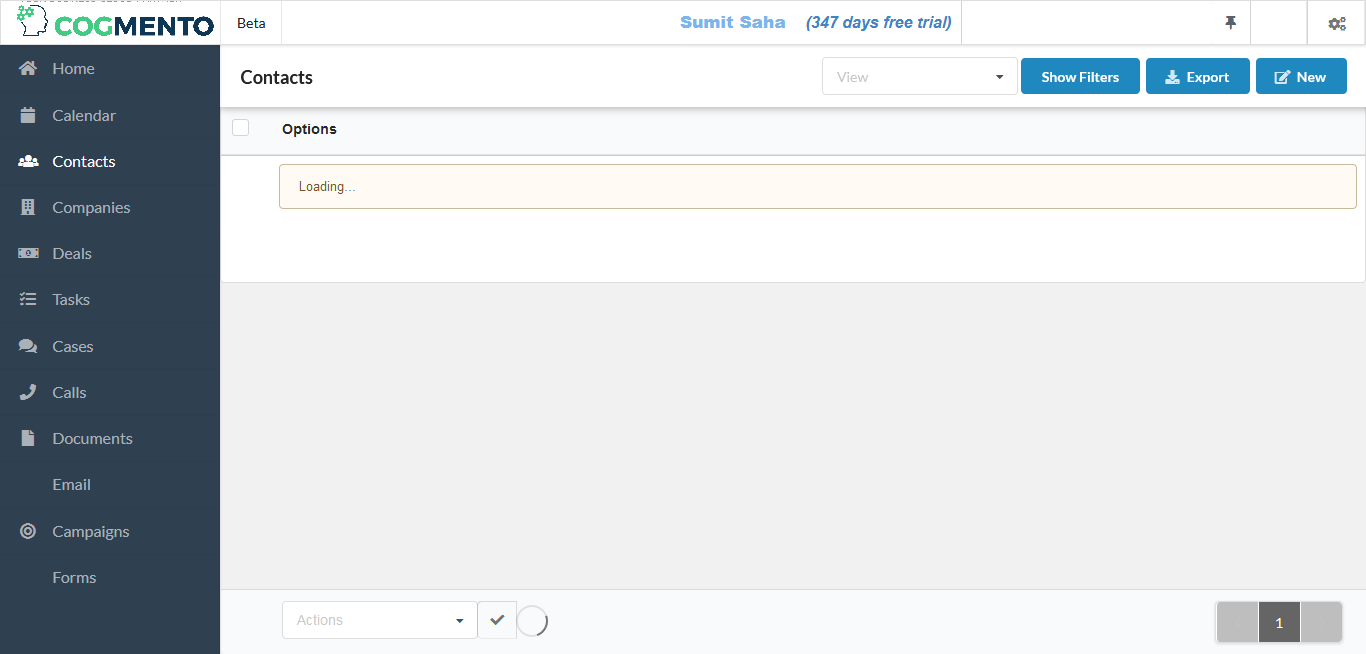 COGMENTO
Beta
Sumit Saha (347 days free trial)
Home
Calendar
Contacts
Companies
Deals
Tasks
Cases
Calls
Documents
Email
Campaigns
Forms
Contacts
View
Show Filters
Export
New
Options
Loading...
Actions
1